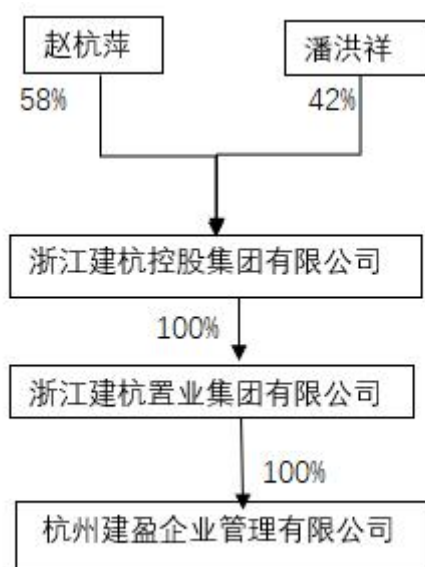 赵杭萍
潘洪祥
58%
42%
浙江建杭控股集团有限公司
100%
浙江建杭置业集团有限公司
100%
杭州建盈企业管理有限公司